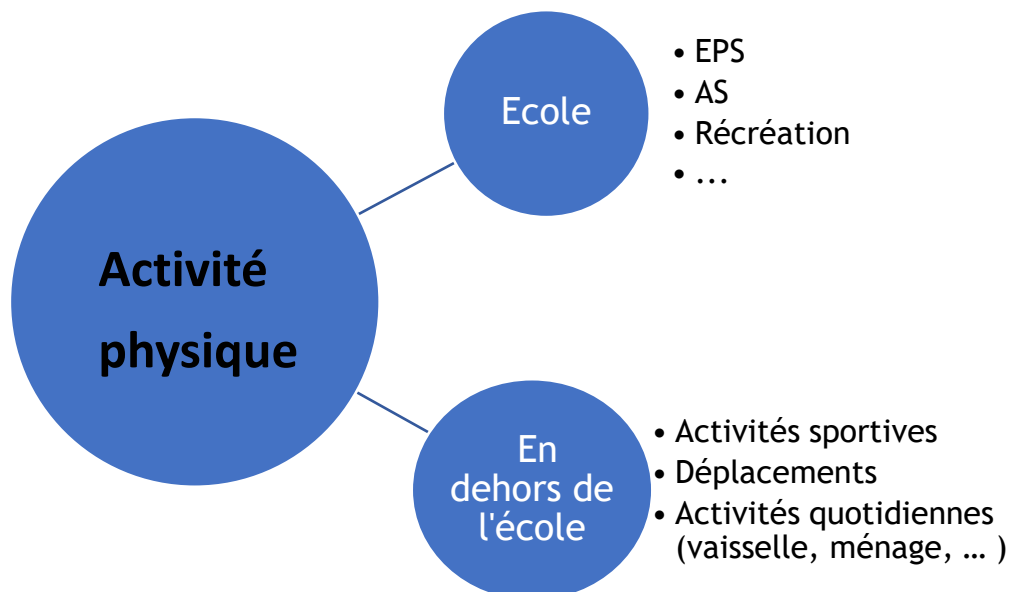 Activité
physique
Ecole
• EPS
• AS
• Récréation
• ...
En
dehors de
l'école
• Activités sportives
• Déplacements
• Activités quotidiennes
(vaisselle, ménage, … )